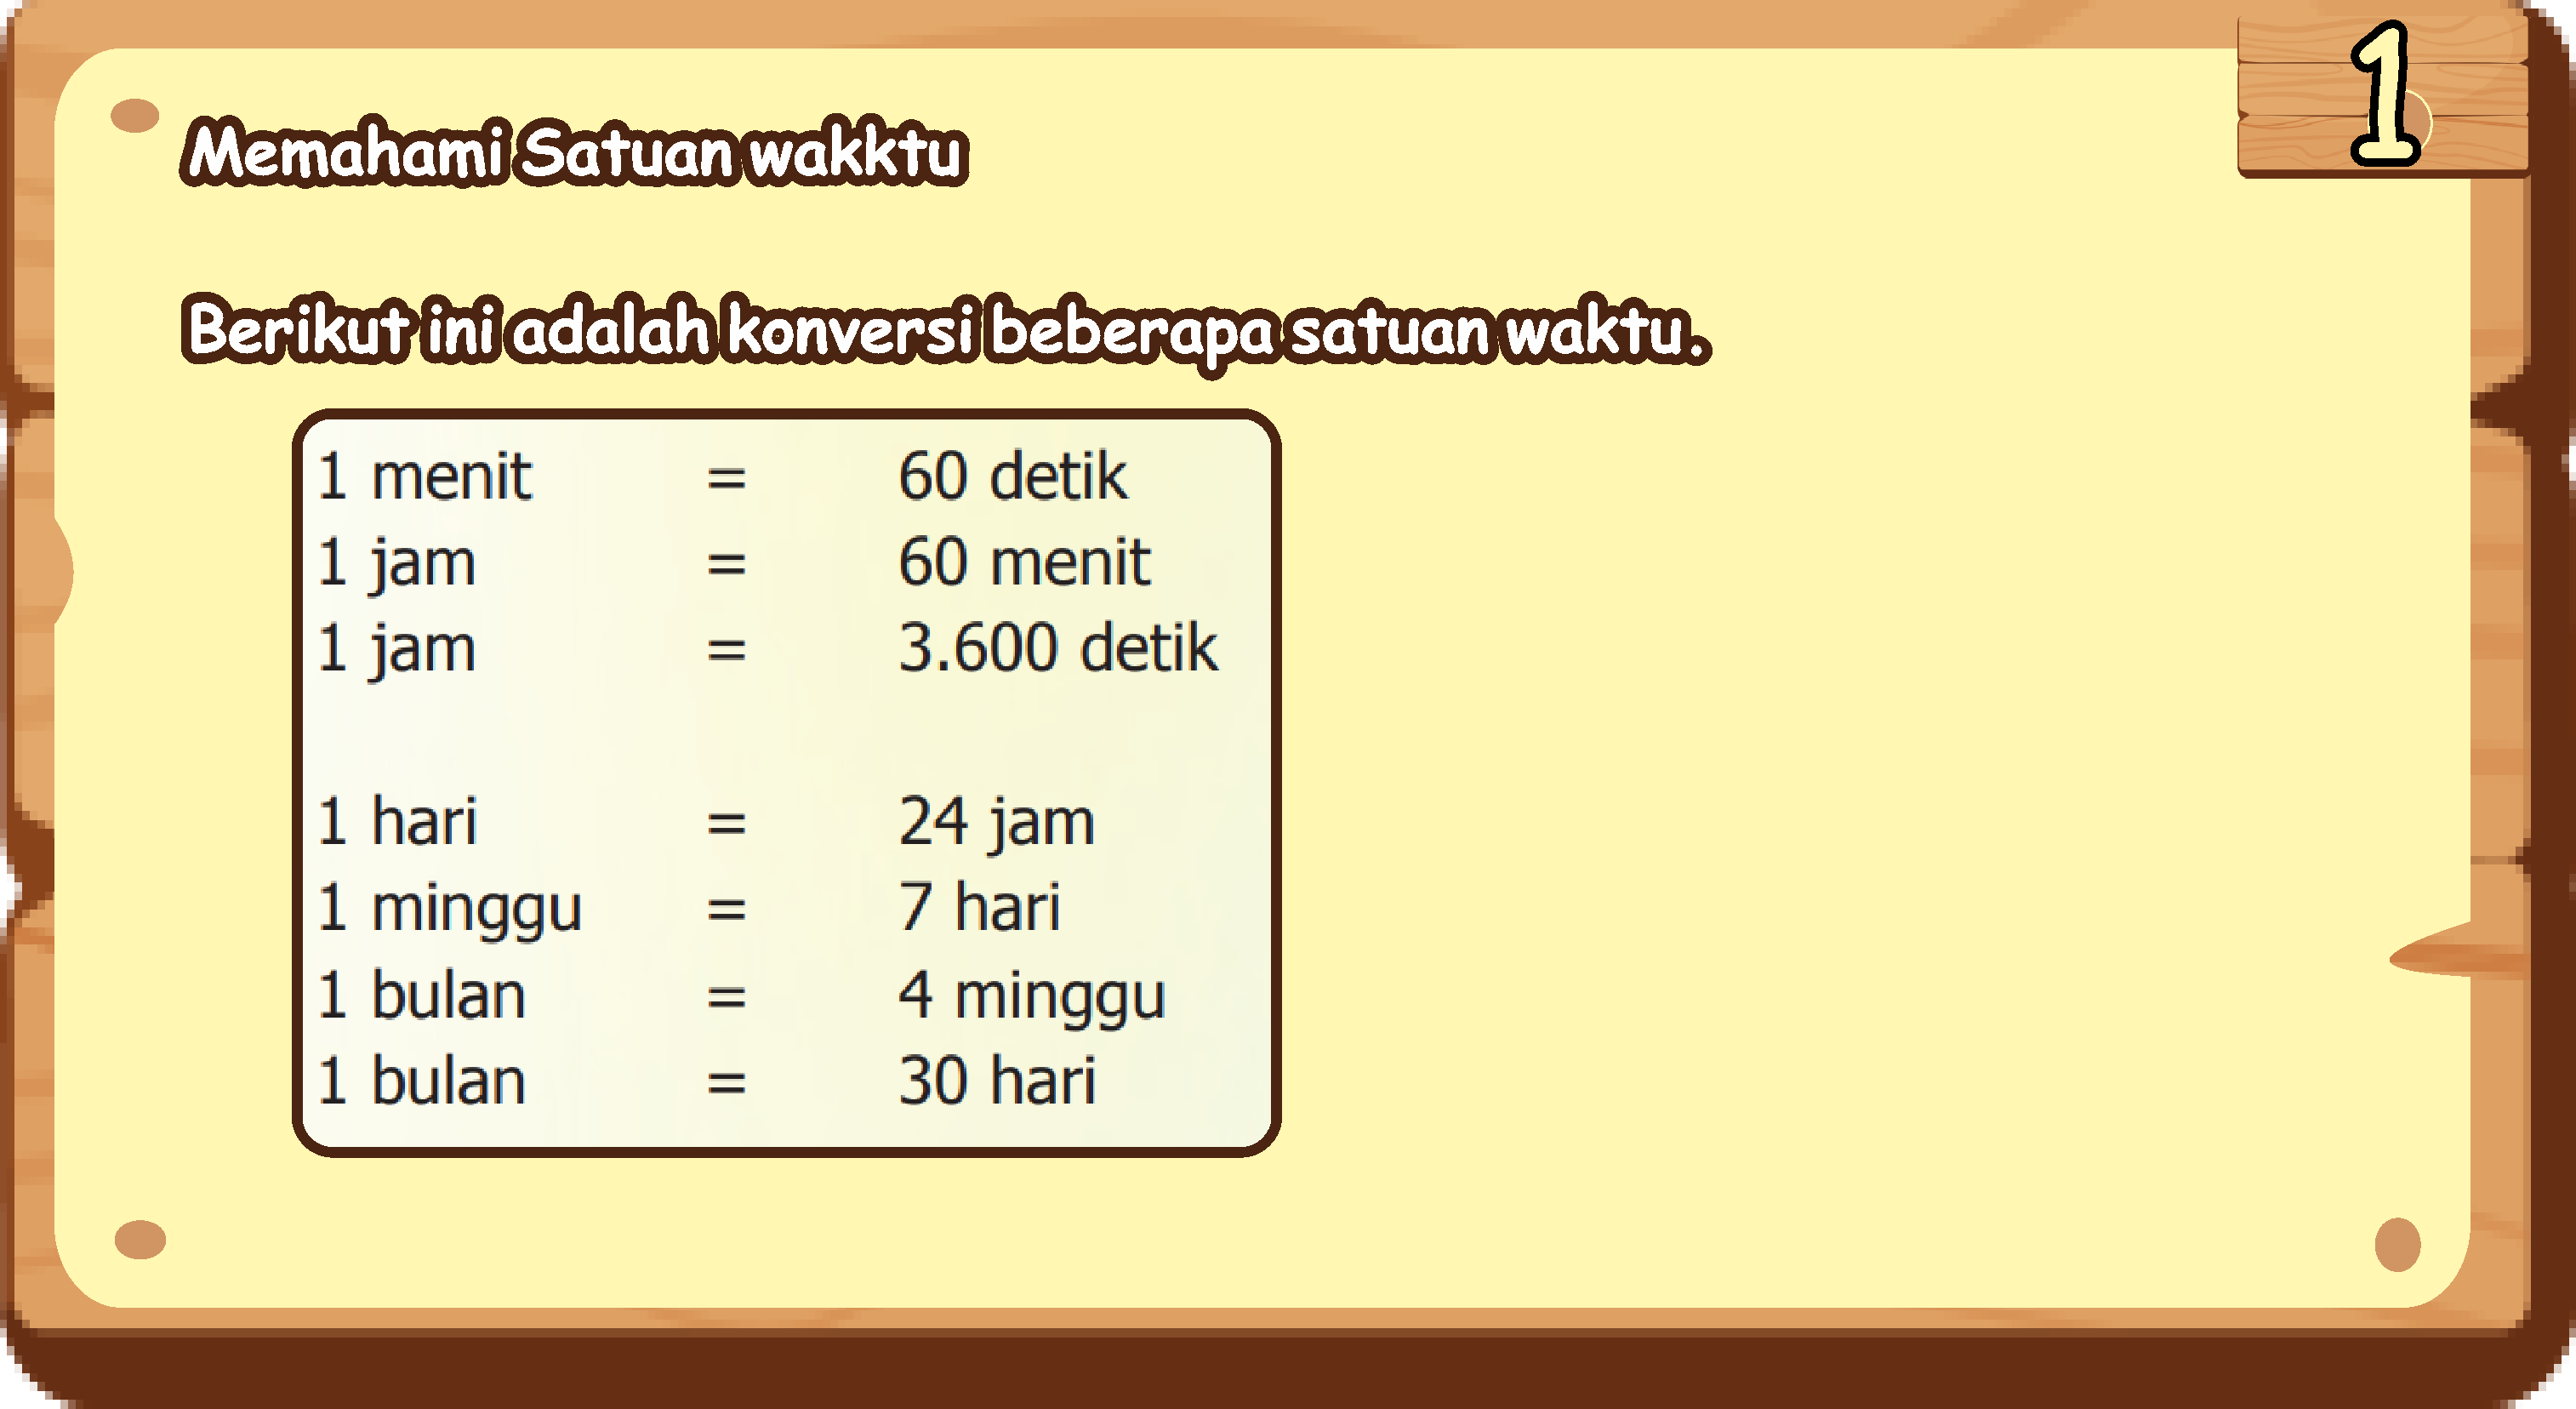 1
Memahami Satuan wakktu
Berikut ini adalah konversi beberapa satuan waktu.
1 menit = 60 detik
1 jam = 60 menit
1 jam = 3.600 detik
1 hari = 24 jam
1 minggu = 7 hari
1 bulan = 4 minggu
1 bulan = 30 hari